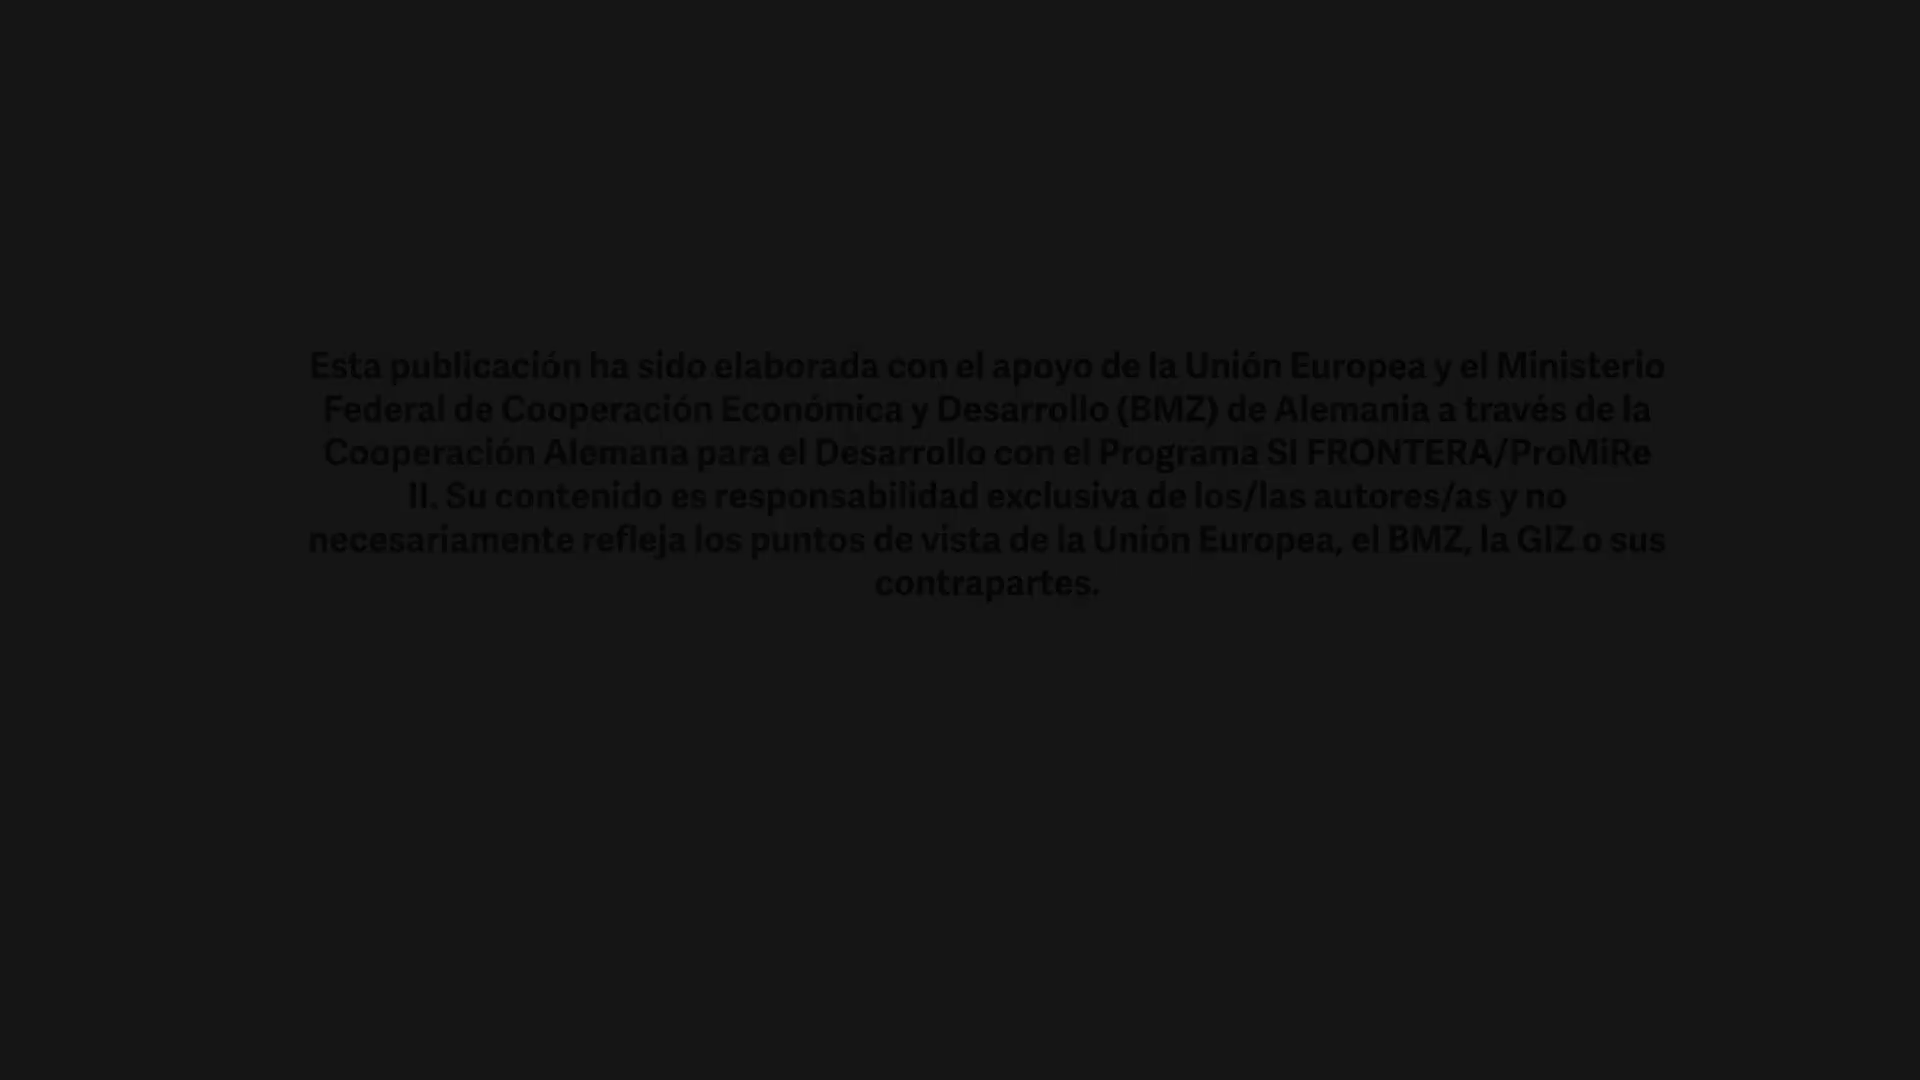 Esta publicación ha sido elaborada con el apoyo de la Unión Europea y el Ministerio
Federal de Cooperación Económica y Desarrollo (BMZ) de Alemania a través de la
Cooperación Alemana para el Desarrollo con el Programa SI FRONTERA/ProMiRe
II. Su contenido es responsabilidad exclusiva de los/las autores/as y no
necesariamente refleja los puntos de vista de la Unión Europea, el BMZ, la GIZ o sus
contrapartes.